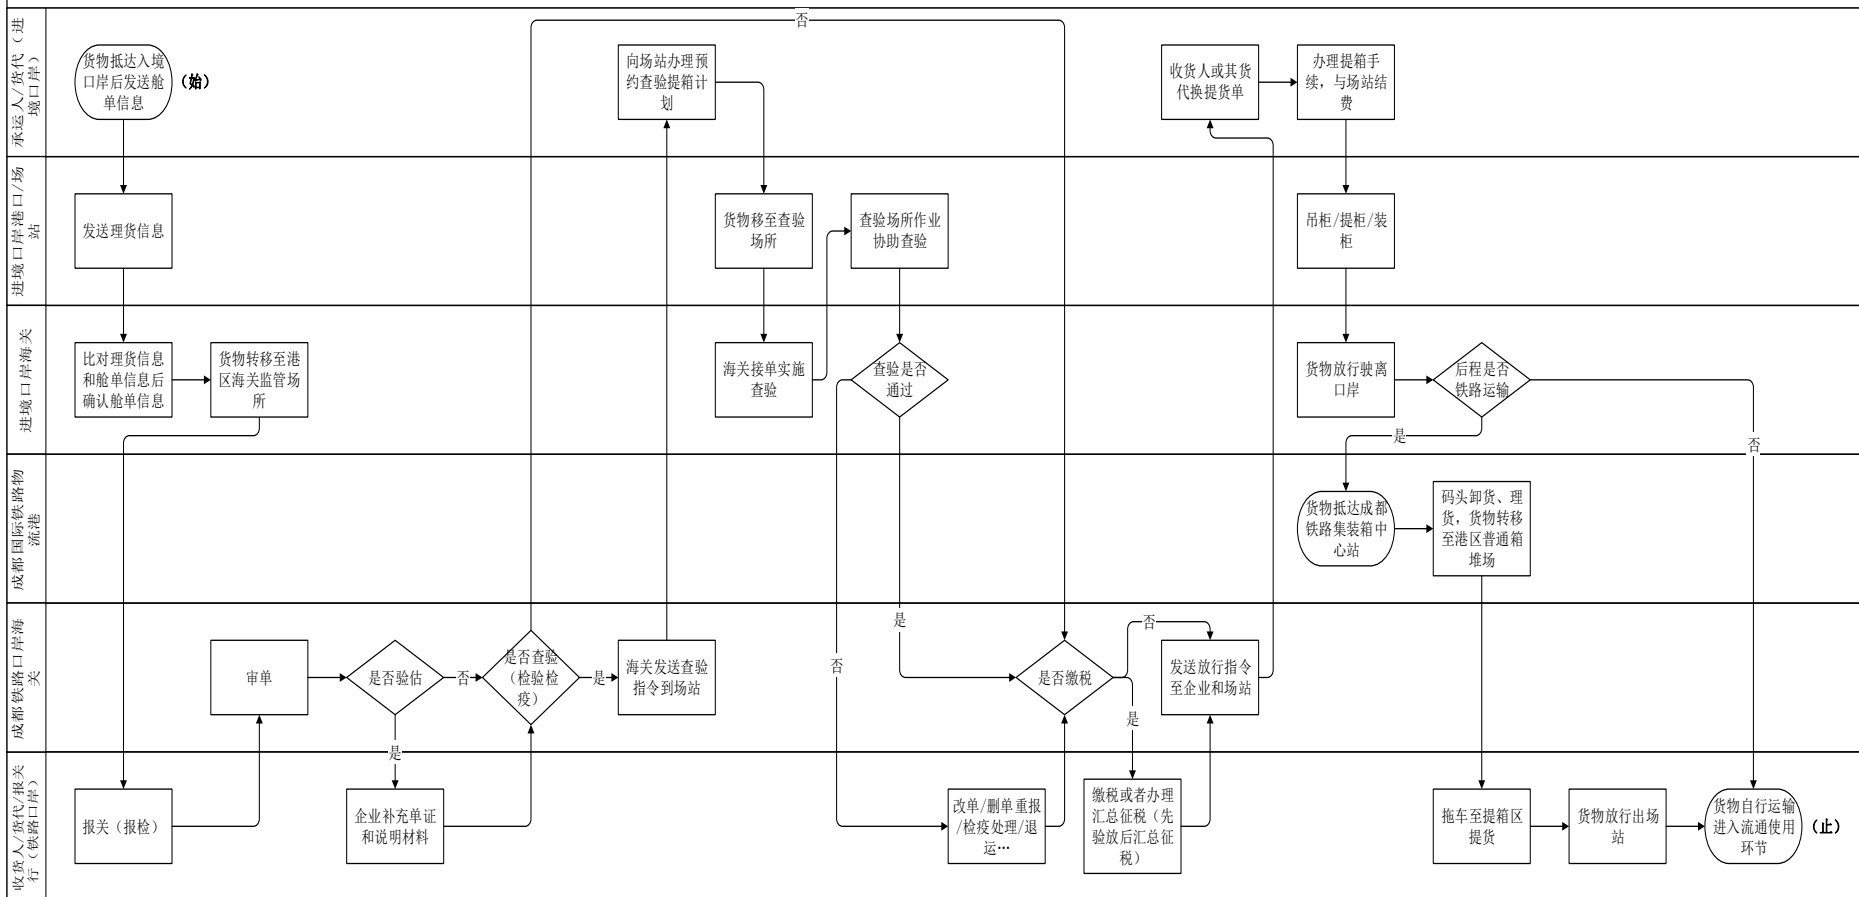 承运人/货代（进
境口岸）
货物抵达入境
口岸后发送舱
单信息
(始)
否
向场站办理预
约查验提箱计
划
收货人或其货
代换提货单
办理提箱手
续，与场站结
费
进境口岸港口/场
站
发送理货信息
货物移至查验
场所
查验场所作业
协助查验
吊柜/提柜/装
柜
进境口岸海关
比对理货信息
和舱单信息后
确认舱单信息
货物转移至港
区海关监管场
所
海关接单实施
查验
查验是否
通过
货物放行驶离
口岸
后程是否
铁路运输
是
否
成都国际铁路物
流港
货物抵达成都
铁路集装箱中
心站
码头卸货、理
货，货物转移
至港区普通箱
堆场
成都铁路口岸海
关
审单
是否验估
否
是否查验
（检验检
疫）
是
海关发送查验
指令到场站
否
是
是否缴税
否
是
发送放行指令
至企业和场站
是
收货人/货代/报关
行（铁路口岸）
报关（报检）
企业补充单证
和说明材料
改单/删单重报
/检疫处理/退
运…
缴税或者办理
汇总征税（先
验放后汇总征
税）
拖车至提箱区
提货
货物放行出场
站
货物自行运输
进入流通使用
环节
(止)